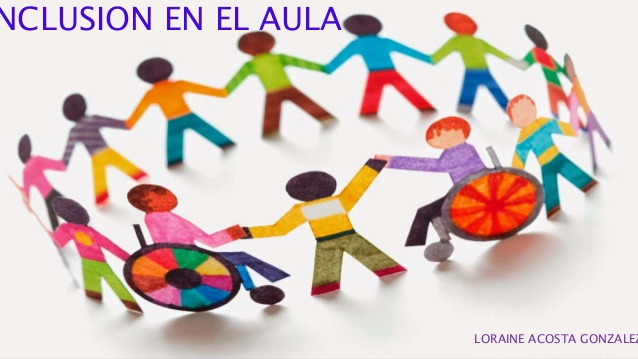 NCLUSION EN EL AULA
LORAINE ACOSTA GONZALEZ